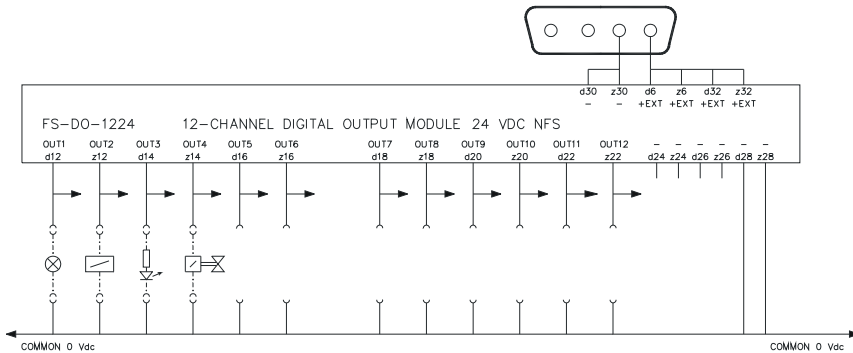 d30 z30 d6 z6 d32 z32
– – +EXT +EXT +EXT +EXT
FS–DO–1224 12–CHANNEL DIGITAL OUTPUT MODULE 24 VDC NFS
OUT1 OUT2 OUT3 OUT4 OUT5 OUT6 OUT7 OUT8 OUT9 OUT10 OUT11 OUT12 – – – – – –
d12 z12 d14 z14 d16 z16 d18 z18 d20 z20 d22 z22 d24 z24 d26 z26 d28 z28
COMMON 0 Vdc COMMON 0 Vdc